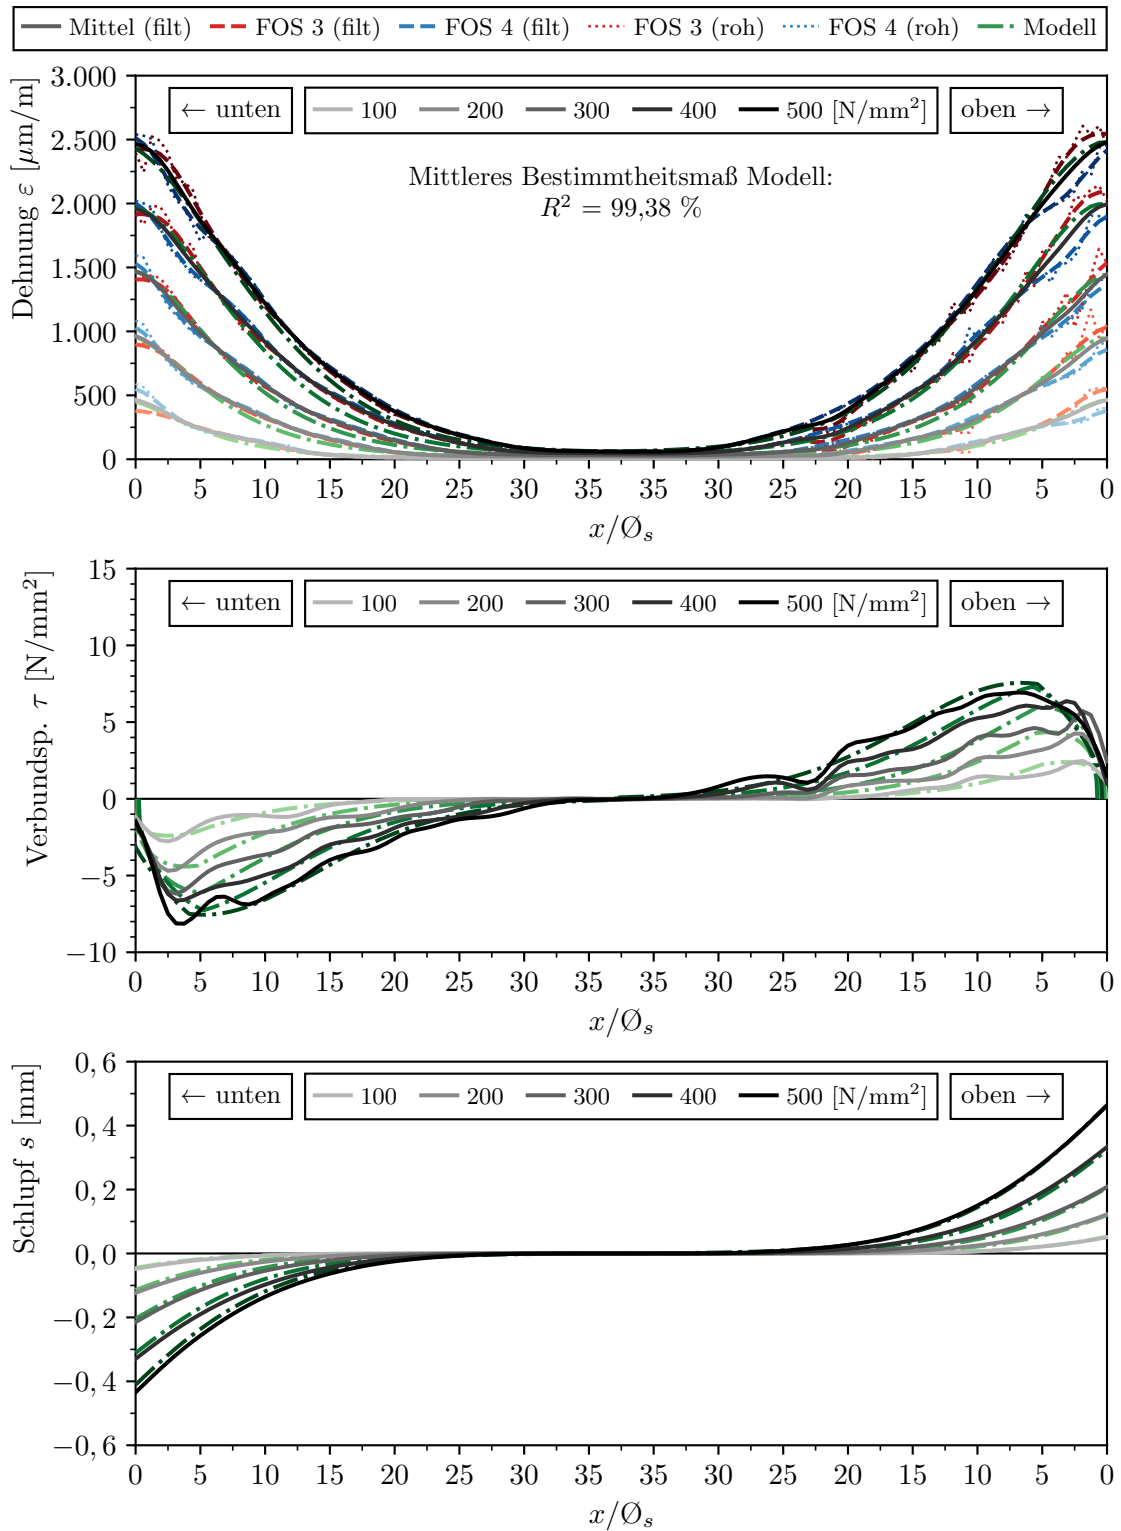 Mittel (filt) FOS 3 (filt) FOS 4 (filt) FOS 3 (roh) FOS 4 (roh) Modell
Dehnung ε [μm/m]
3.000
2.500
2.000
1.500
1.000
500
0
← unten
100 200 300 400 500 [N/mm²]
oben →
Mittleres Bestimmtheitsmaß Modell:
R² = 99,38 %
0 5 10 15 20 25 30 35 35 30 25 20 15 10 5 0
x/Ø_s
Verbundsp. τ [N/mm²]
15
10
5
0
−5
−10
← unten
100 200 300 400 500 [N/mm²]
oben →
0 5 10 15 20 25 30 35 35 30 25 20 15 10 5 0
x/Ø_s
Schlupf s [mm]
0,6
0,4
0,2
0,0
−0,2
−0,4
−0,6
← unten
100 200 300 400 500 [N/mm²]
oben →
0 5 10 15 20 25 30 35 35 30 25 20 15 10 5 0
x/Ø_s